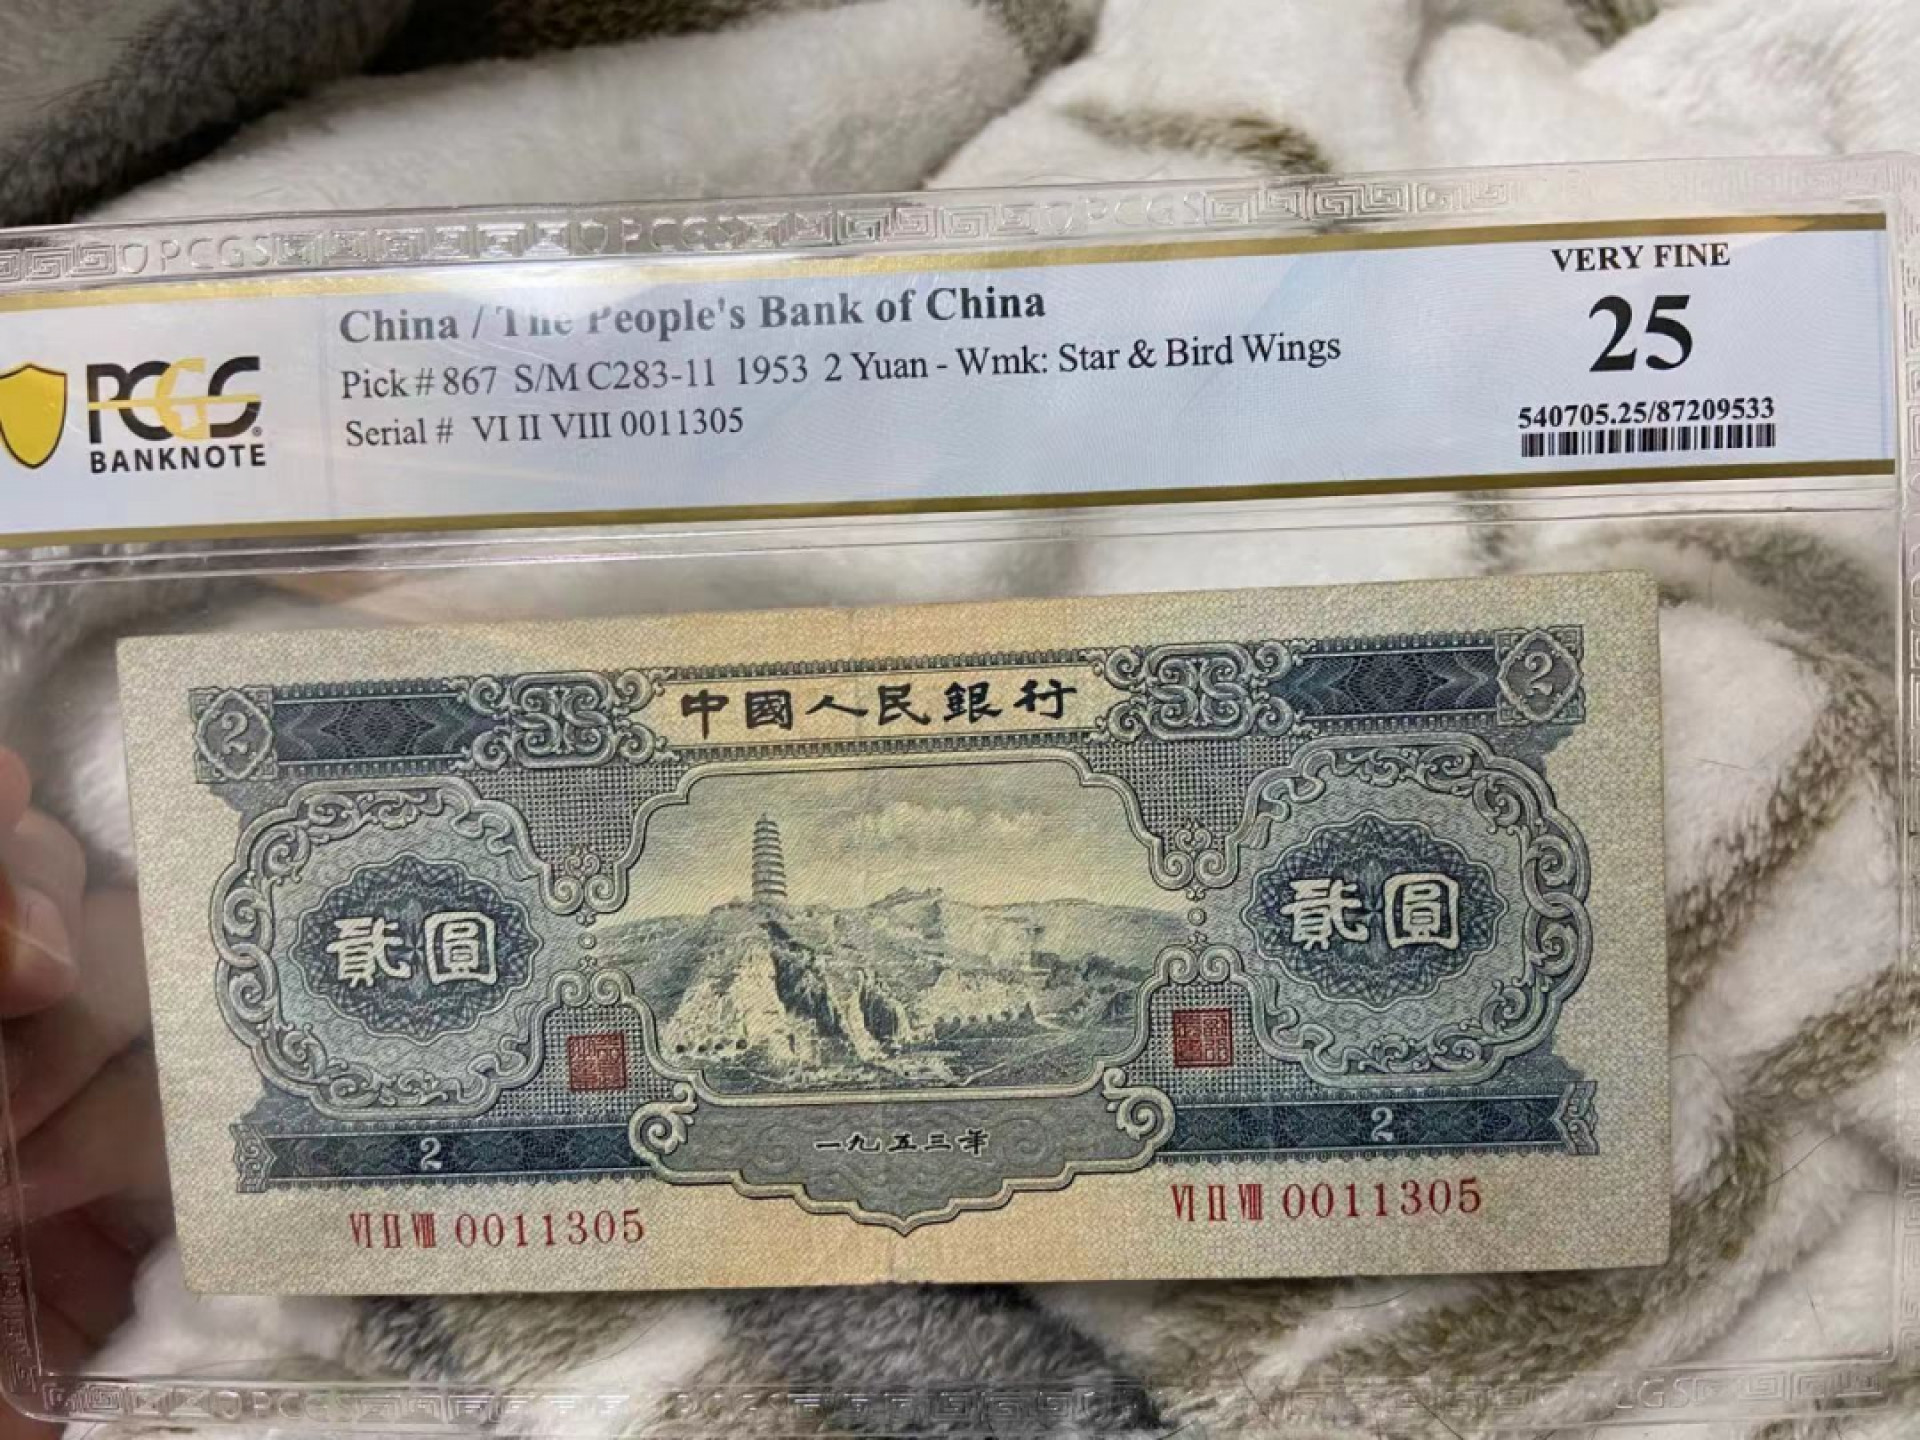 PCGS PCGS PCGS
China / The People's Bank of China
Pick # 867 S/M C283-11 1953 2 Yuan - Wmk: Star & Bird Wings
Serial # VI II VIII 0011305
PCGS
BANKNOTE
VERY FINE
25
540705.25/87209533
中國人民銀行
2
2
貳圓
貳圓
一九五三年
2
2
VI II VIII 0011305
VI II VIII 0011305